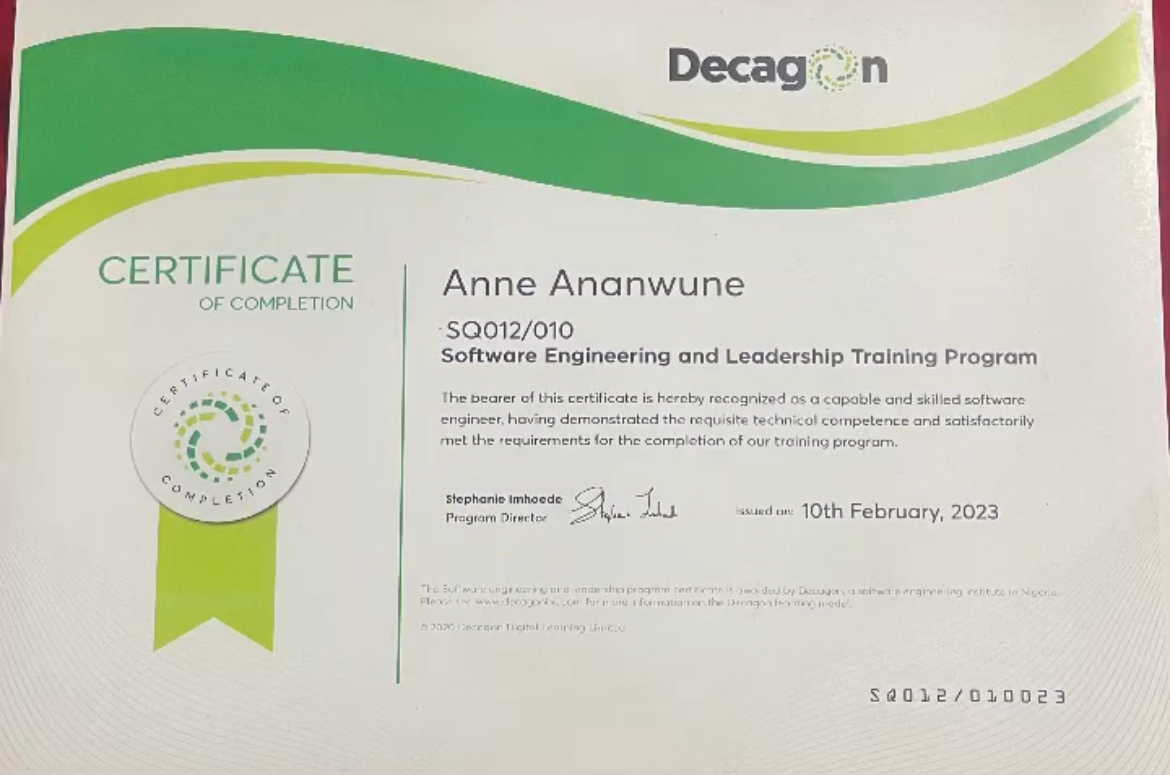 Decagon
CERTIFICATE
OF COMPLETION
CERTIFICATE OF
COMPLETION
Anne Ananwune
SQ012/010
Software Engineering and Leadership Training Program
The bearer of this certificate is hereby recognized as a capable and skilled software
engineer, having demonstrated the requisite technical competence and satisfactorily
met the requirements for the completion of our training program.
Stephanie Imhoede
Program Director
issued on: 10th February, 2023
The Software engineering and leadership program certificate is awarded by Decagon, a software engineering institute in Nigeria.
Please see www.decagonhq.com for more information on the Decagon learning model.
© 2020 Decagon Digital Learning Limited
SQ012/010023